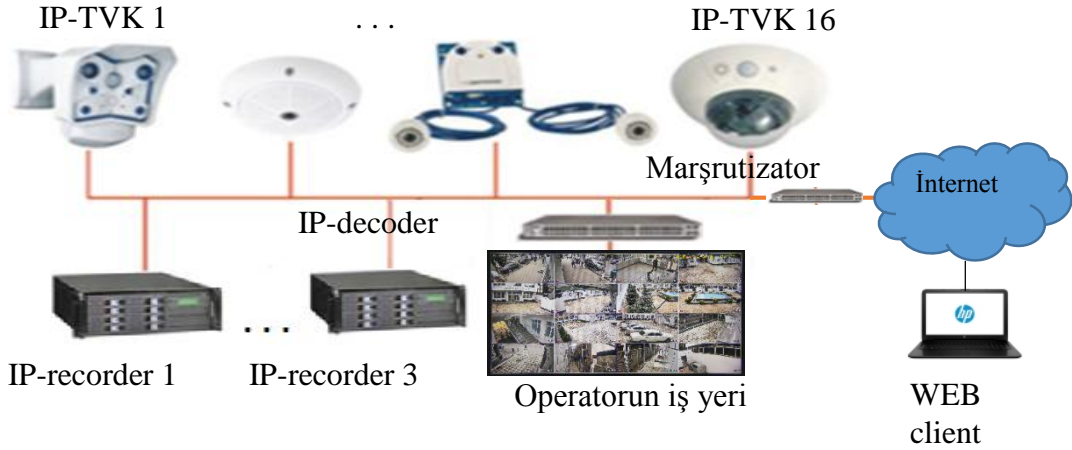 IP-TVK 1
. . .
IP-TVK 16
Marşrutizator
İnternet
IP-decoder
hp
. . .
IP-recorder 1
IP-recorder 3
Operatorun iş yeri
WEB
client